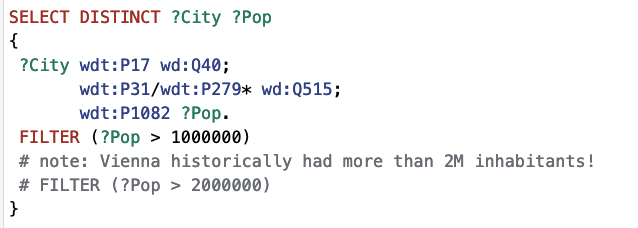 SELECT DISTINCT ?City ?Pop
{
?City wdt:P17 wd:Q40;
wdt:P31/wdt:P279* wd:Q515;
wdt:P1082 ?Pop.
FILTER (?Pop > 1000000)
# note: Vienna historically had more than 2M inhabitants!
# FILTER (?Pop > 2000000)
}